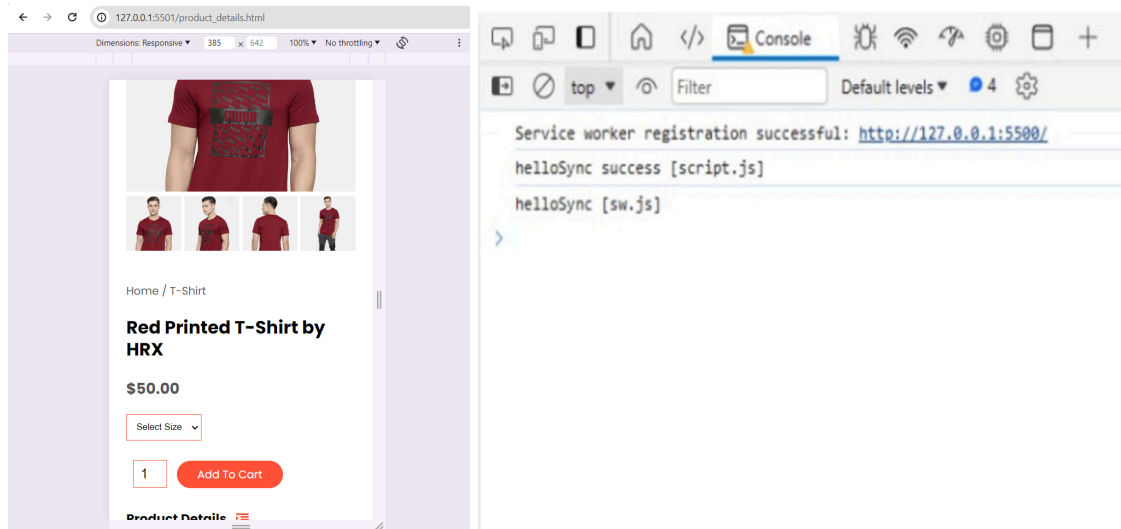 127.0.0.1:5501/product_details.html
Dimensions: Responsive ▼ 385 x 642 100% ▼ No throttling ▼
PUMA
Home / T-Shirt
Red Printed T-Shirt by
HRX
$50.00
Select Size
1
Add To Cart
Product Details
Console
top ▼ Filter Default levels ▼ 4
Service worker registration successful: http://127.0.0.1:5500/
helloSync success [script.js]
helloSync [sw.js]